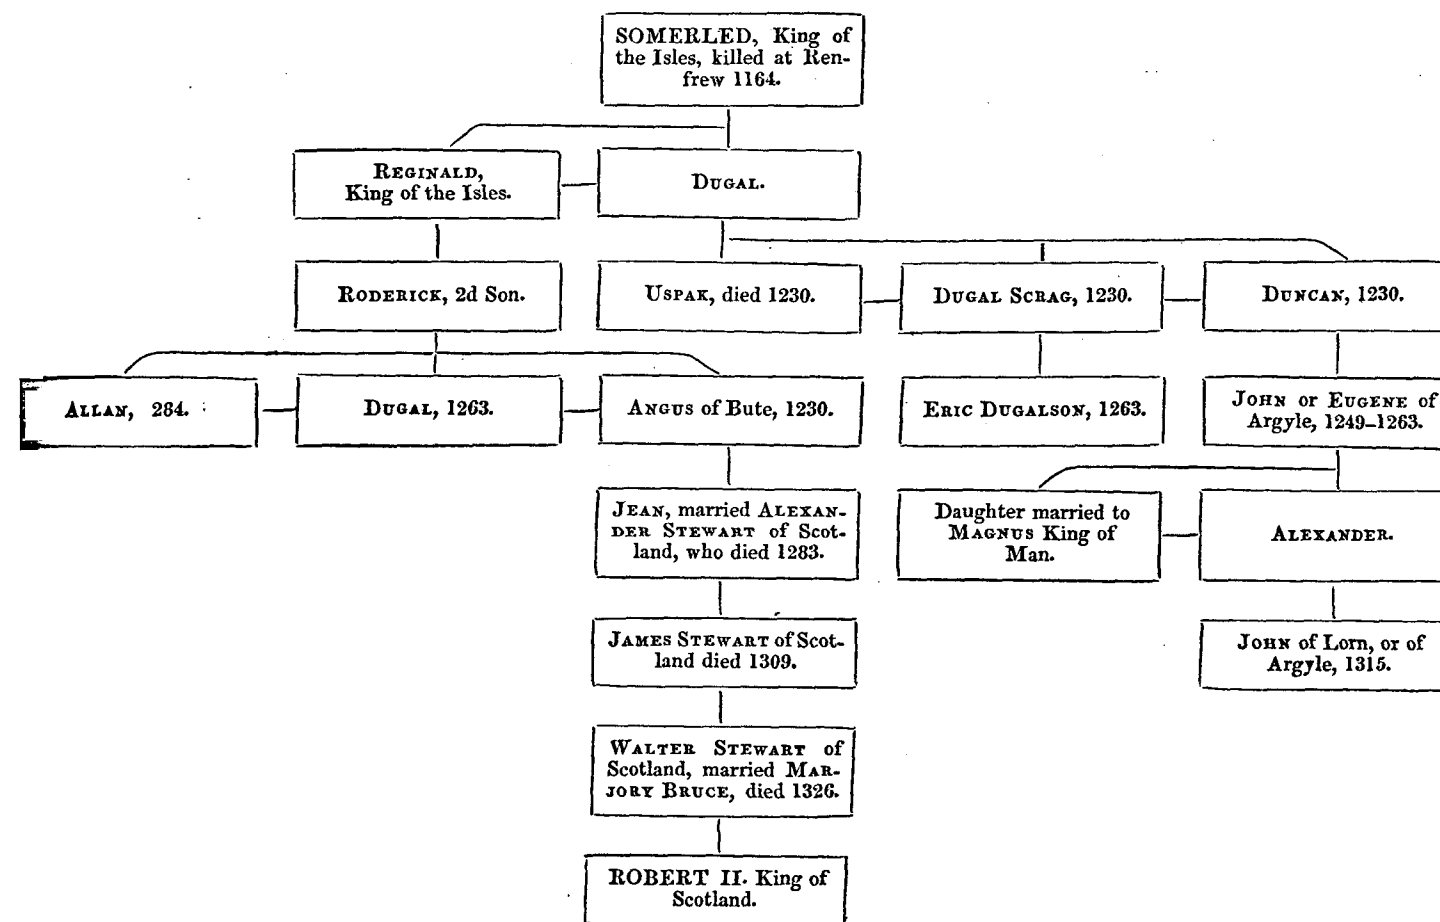 SOMERLED, King of
the Isles, killed at Ren-
frew 1164.
REGINALD,
King of the Isles.
DUGAL.
RODERICK, 2d Son.
USPAK, died 1230.
DUGAL SCRAG, 1230.
DUNCAN, 1230.
ALLAN, 284.
DUGAL, 1263.
ANGUS of Bute, 1230.
ERIC DUGALSON, 1263.
JOHN or EUGENE of
Argyle, 1249–1263.
JEAN, married ALEXAN-
DER STEWART of Scot-
land, who died 1283.
Daughter married to
MAGNUS King of
Man.
ALEXANDER.
JAMES STEWART of Scot-
land died 1309.
JOHN of Lorn, or of
Argyle, 1315.
WALTER STEWART of
Scotland, married MAR-
JORY BRUCE, died 1326.
ROBERT II. King of
Scotland.